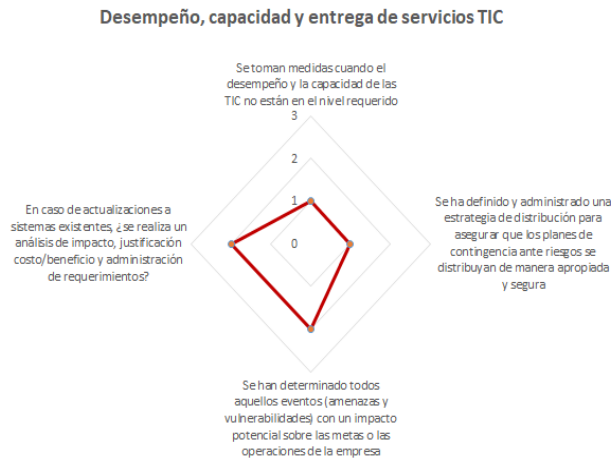 Desempeño, capacidad y entrega de servicios TIC
Se toman medidas cuando el
desempeño y la capacidad de las
TIC no están en el nivel requerido
3
2
1
0
En caso de actualizaciones a
sistemas existentes, ¿se realiza un
análisis de impacto, justificación
costo/beneficio y administración
de requerimientos?
Se ha definido y administrado una
estrategia de distribución para
asegurar que los planes de
contingencia ante riesgos se
distribuyan de manera apropiada
y segura
Se han determinado todos
aquellos eventos (amenazas y
vulnerabilidades) con un impacto
potencial sobre las metas o las
operaciones de la empresa